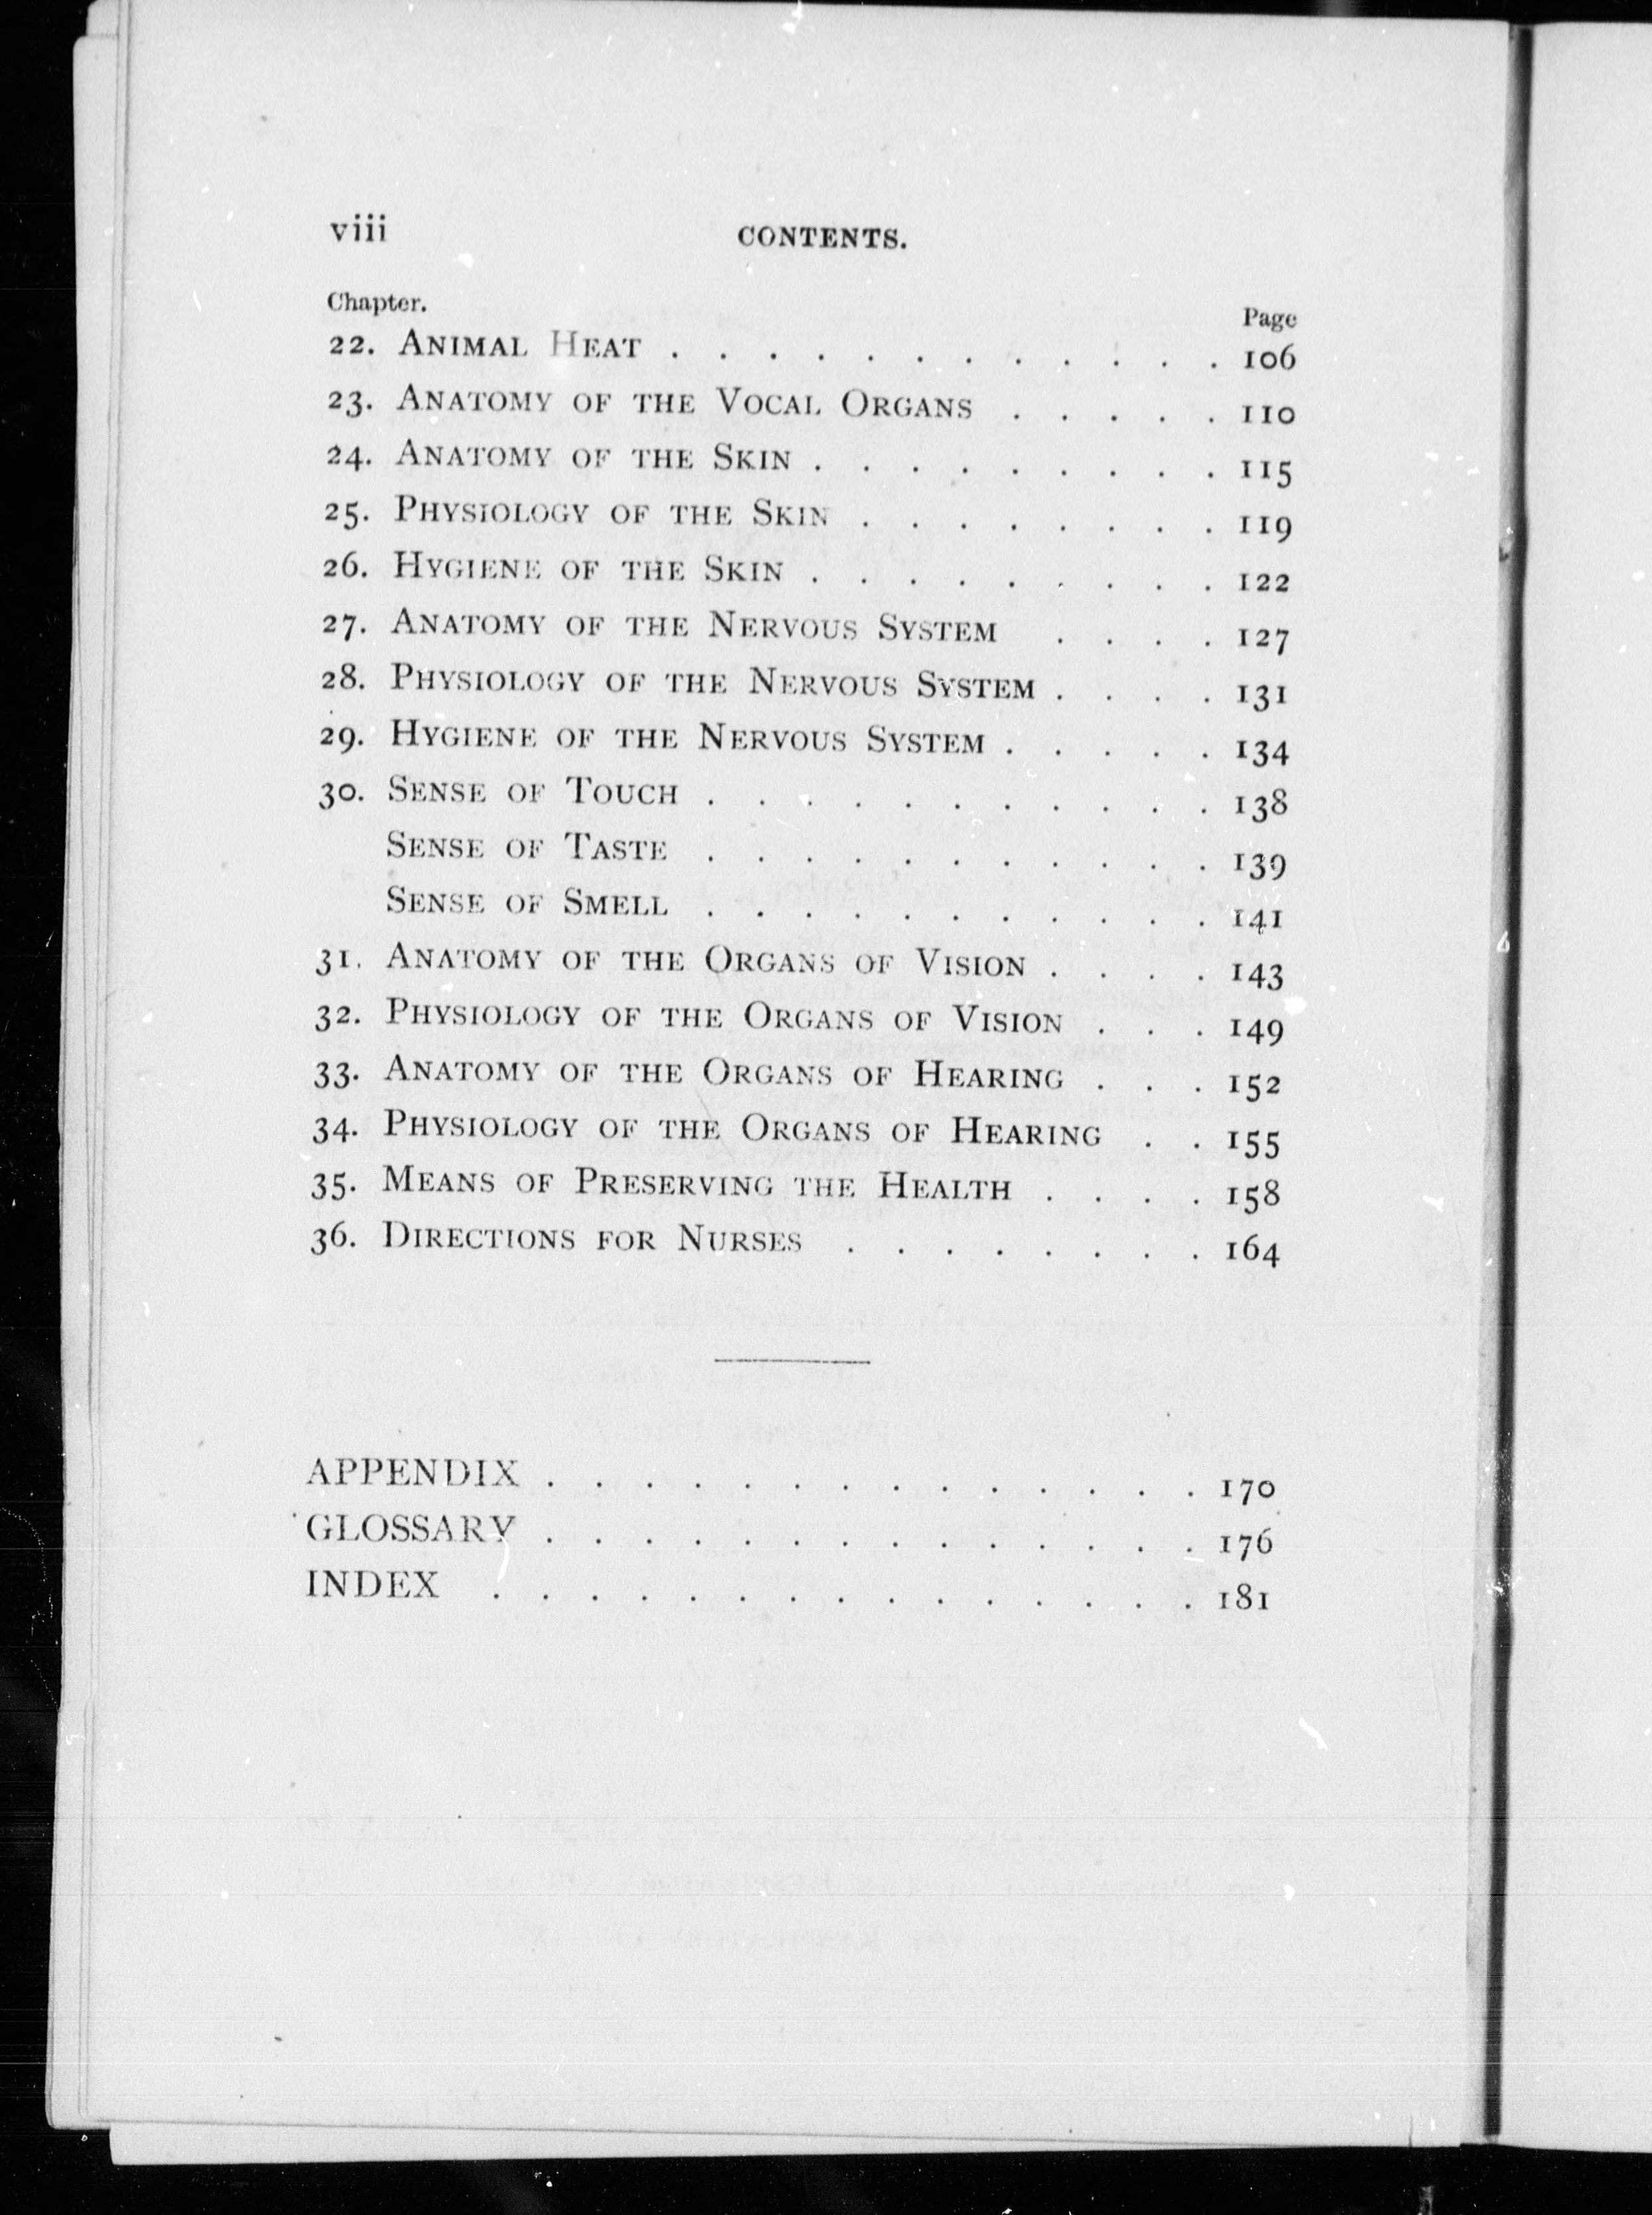 viii CONTENTS.
Chapter. Page
22. ANIMAL HEAT . . . . . . . . . . . . 106
23. ANATOMY OF THE VOCAL ORGANS . . . . . 110
24. ANATOMY OF THE SKIN . . . . . . . . . 115
25. PHYSIOLOGY OF THE SKIN . . . . . . . . 119
26. HYGIENE OF THE SKIN . . . . . . . . . 122
27. ANATOMY OF THE NERVOUS SYSTEM . . . . 127
28. PHYSIOLOGY OF THE NERVOUS SYSTEM . . . . 131
29. HYGIENE OF THE NERVOUS SYSTEM . . . . . 134
30. SENSE OF TOUCH . . . . . . . . . . . 138
SENSE OF TASTE . . . . . . . . . . . 139
SENSE OF SMELL . . . . . . . . . . . 141
31. ANATOMY OF THE ORGANS OF VISION . . . . 143
32. PHYSIOLOGY OF THE ORGANS OF VISION . . . 149
33. ANATOMY OF THE ORGANS OF HEARING . . . 152
34. PHYSIOLOGY OF THE ORGANS OF HEARING . . 155
35. MEANS OF PRESERVING THE HEALTH . . . . 158
36. DIRECTIONS FOR NURSES . . . . . . . . 164
APPENDIX . . . . . . . . . . . . . . 170
GLOSSARY . . . . . . . . . . . . . . 176
INDEX . . . . . . . . . . . . . . . 181